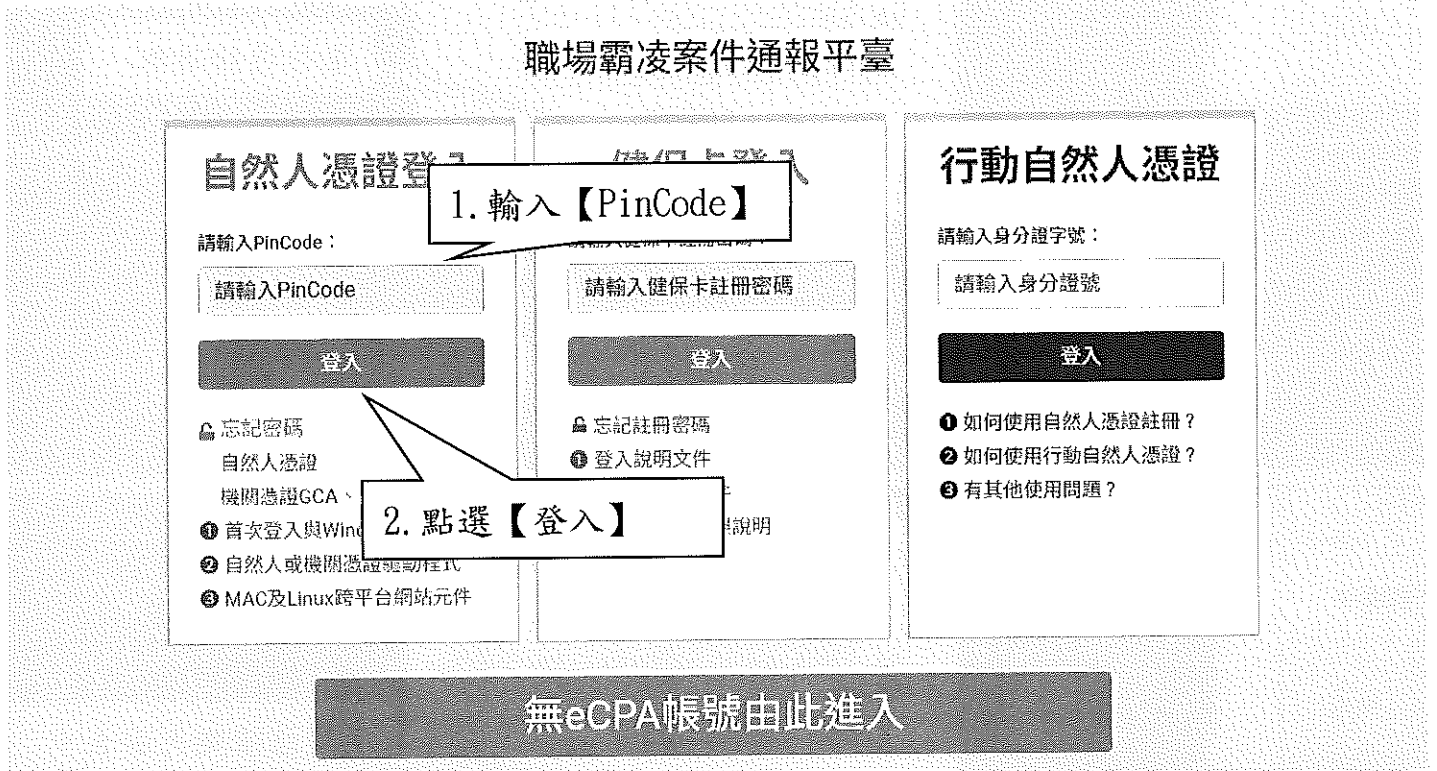 職場霸凌案件通報平臺
自然人憑證登入
1.輸入【PinCode】
請輸入PinCode：
請輸入PinCode
登入
忘記密碼
自然人憑證
機關憑證GCA、
❶ 首次登入與Wind
❷ 自然人或機關憑證驅動程式
❸ MAC及Linux跨平台網站元件
2.點選【登入】
健保卡登入
請輸入健保卡註冊密碼
登入
忘記註冊密碼
❶ 登入說明文件
說明
行動自然人憑證
請輸入身分證字號：
請輸入身分證號
登入
❶ 如何使用自然人憑證註冊？
❷ 如何使用行動自然人憑證？
❸ 有其他使用問題？
無eCPA帳號由此進入